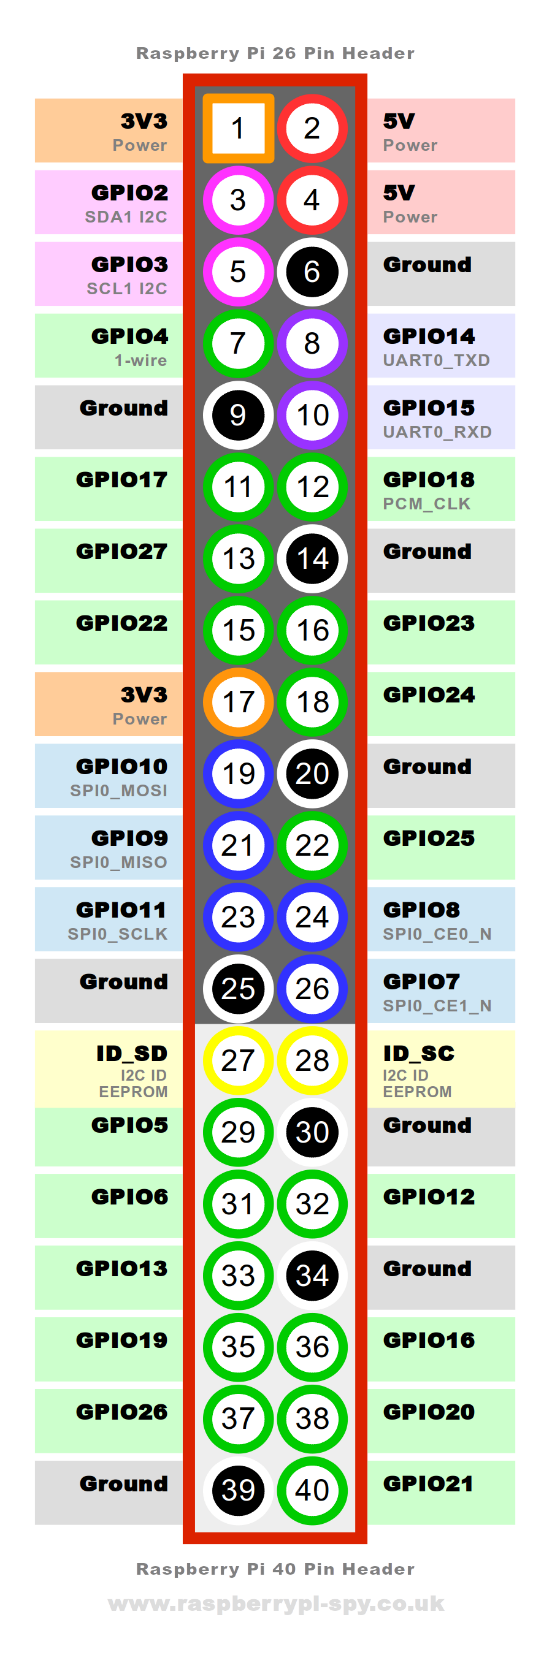 Raspberry Pi 26 Pin Header
3V3 1 2 5V
Power Power
GPIO2 3 4 5V
SDA1 I2C Power
GPIO3 5 6 Ground
SCL1 I2C
GPIO4 7 8 GPIO14
1-wire UART0_TXD
Ground 9 10 GPIO15
UART0_RXD
GPIO17 11 12 GPIO18
PCM_CLK
GPIO27 13 14 Ground
GPIO22 15 16 GPIO23
3V3 17 18 GPIO24
Power
GPIO10 19 20 Ground
SPI0_MOSI
GPIO9 21 22 GPIO25
SPI0_MISO
GPIO11 23 24 GPIO8
SPI0_SCLK SPI0_CE0_N
Ground 25 26 GPIO7
SPI0_CE1_N
ID_SD 27 28 ID_SC
I2C ID I2C ID
EEPROM EEPROM
GPIO5 29 30 Ground
GPIO6 31 32 GPIO12
GPIO13 33 34 Ground
GPIO19 35 36 GPIO16
GPIO26 37 38 GPIO20
Ground 39 40 GPIO21
Raspberry Pi 40 Pin Header
www.raspberrypi-spy.co.uk